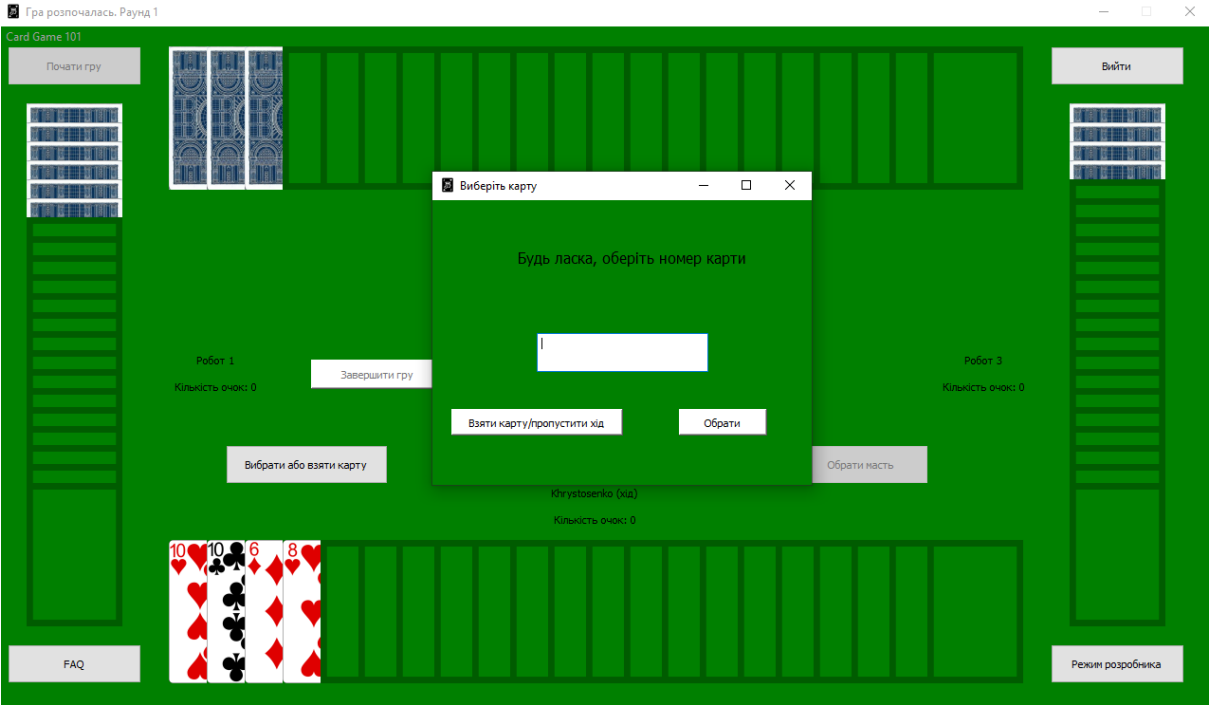 Гра розпочалась. Раунд 1
Card Game 101
Почати гру
Вийти
Виберіть карту
Будь ласка, оберіть номер карти
Робот 1
Кількість очок: 0
Завершити гру
Робот 3
Кількість очок: 0
Взяти карту/пропустити хід
Обрати
Вибрати або взяти карту
Обрати масть
Khrystosenko (хід)
Кількість очок: 0
10 10 6 8
FAQ
Режим розробника